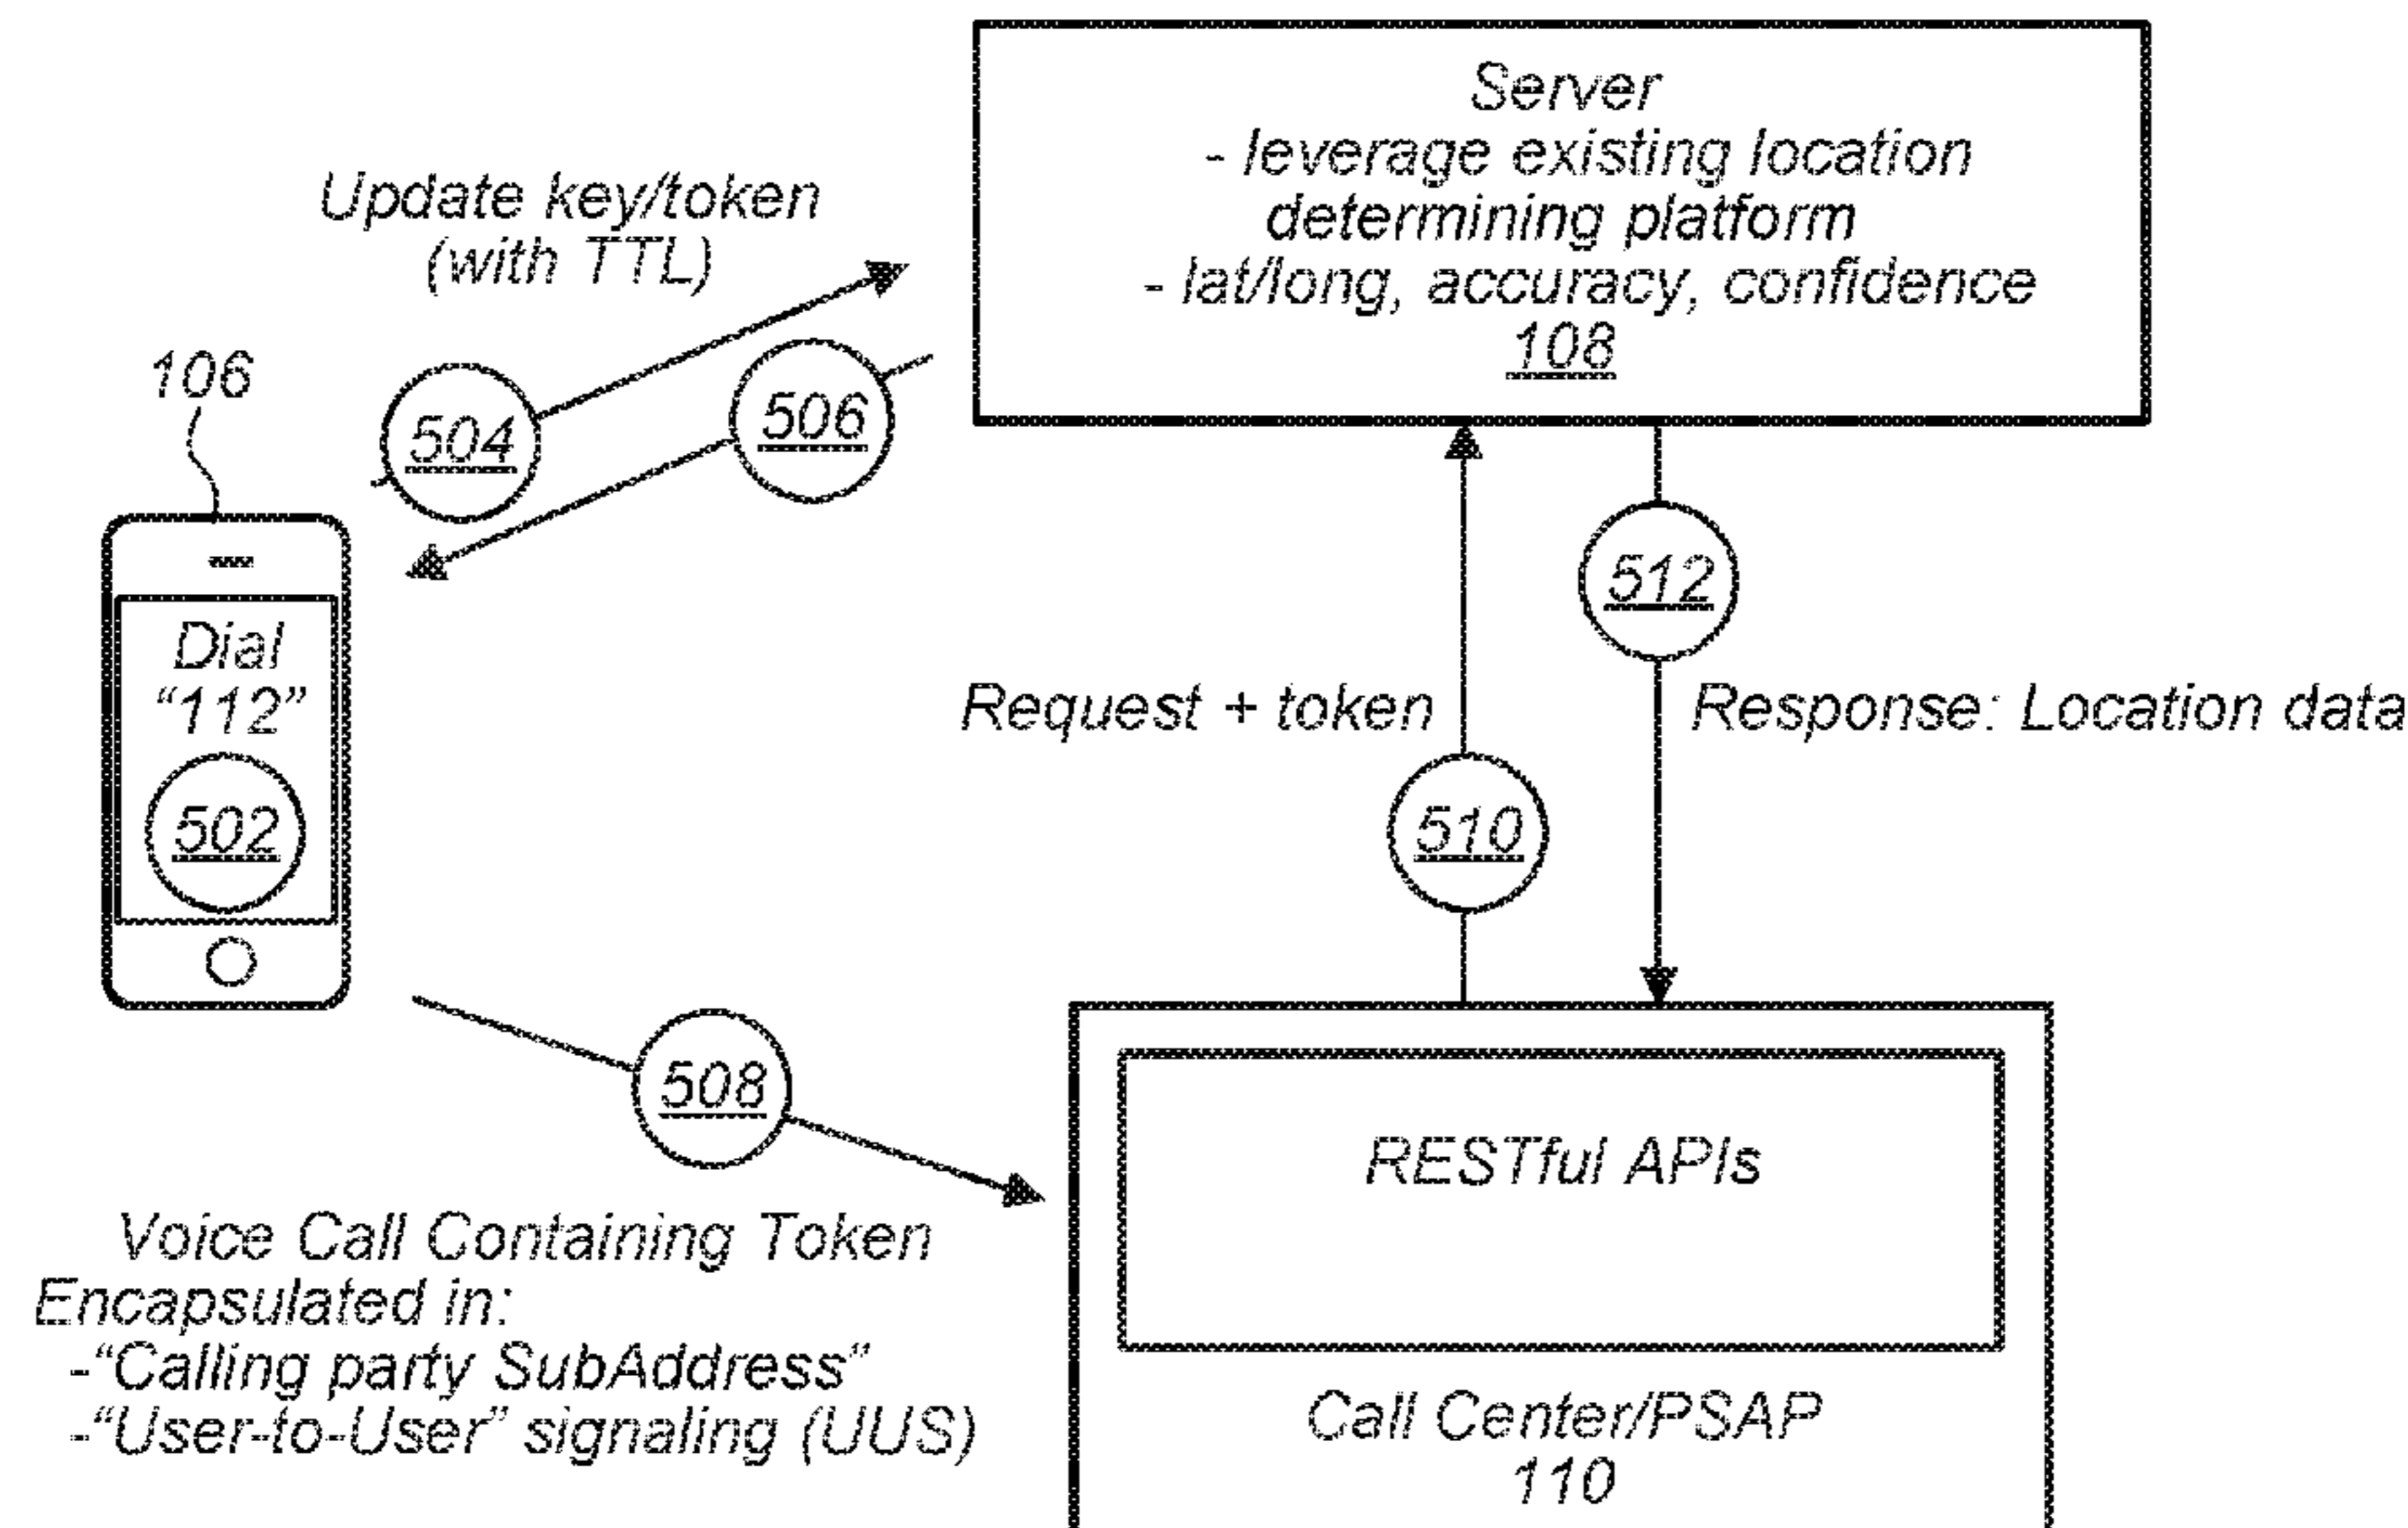 Server
- leverage existing location
determining platform
- lat/long, accuracy, confidence
108
Update key/token
(with TTL)
106
504
506
Dial
“112”
502
512
Request + token
Response: Location data
510
508
Voice Call Containing Token
Encapsulated in:
-“Calling party SubAddress”
-“User-to-User” signaling (UUS)
RESTful APIs
Call Center/PSAP
110